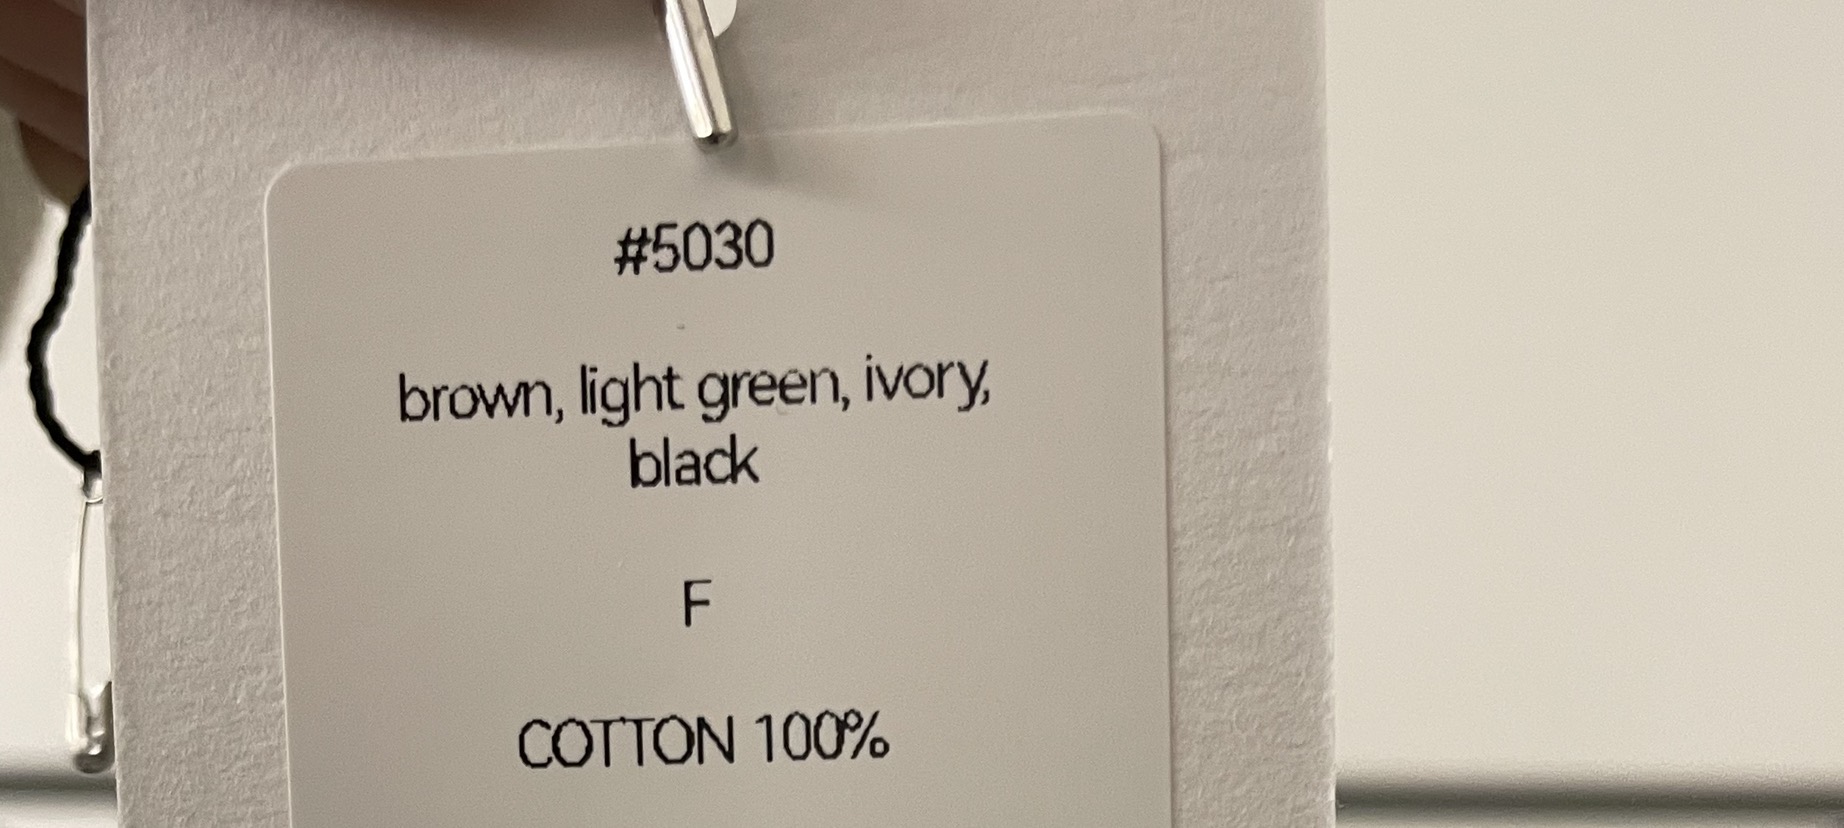 #5030
brown, light green, ivory,
black
F
COTTON 100%